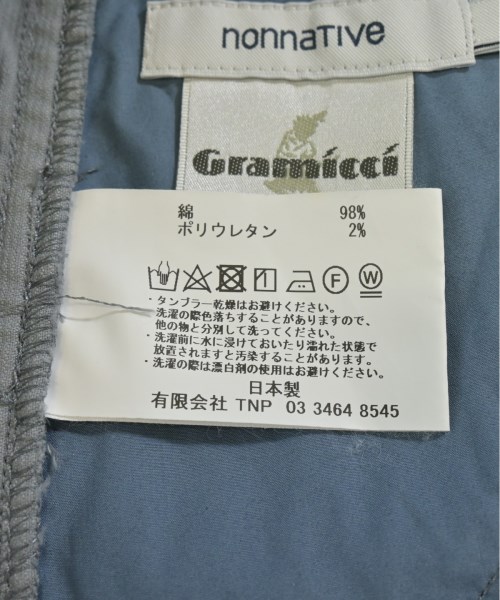 nonnative
Gramicci
綿 98%
ポリウレタン 2%
F W
・タンブラー乾燥はお避けください。
・洗濯の際色落ちすることがありますので、
他の物と分別して洗ってください。
・洗濯前に水に浸けておいたり濡れた状態で
放置されますと汚染することがあります。
・洗濯の際は漂白剤の使用はお避けください。
日本製
有限会社 TNP 03 3464 8545